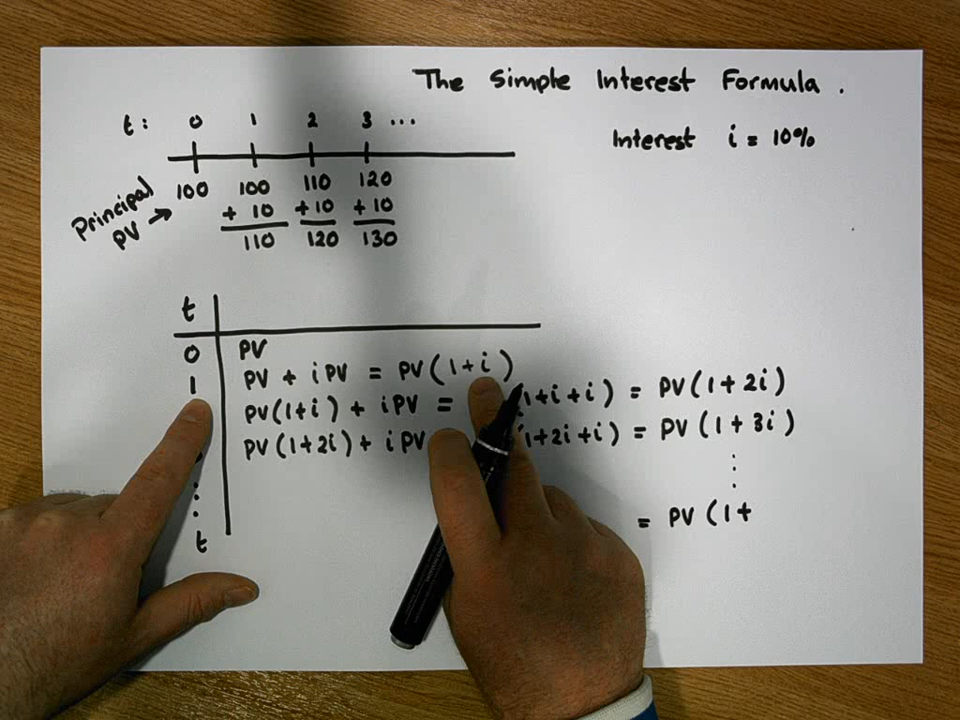 The Simple Interest Formula.
Interest i = 10%
t: 0 1 2 3 ...
Principal PV → 100 100 110 120
+ 10 + 10 + 10
110 120 130
t
0 PV
1 PV + iPV = PV(1+i)
PV(1+i) + iPV = (1+i+i) = PV(1+2i)
PV(1+2i) + iPV (1+2i+i) = PV(1+3i)
⋮ ⋮
t = PV(1+